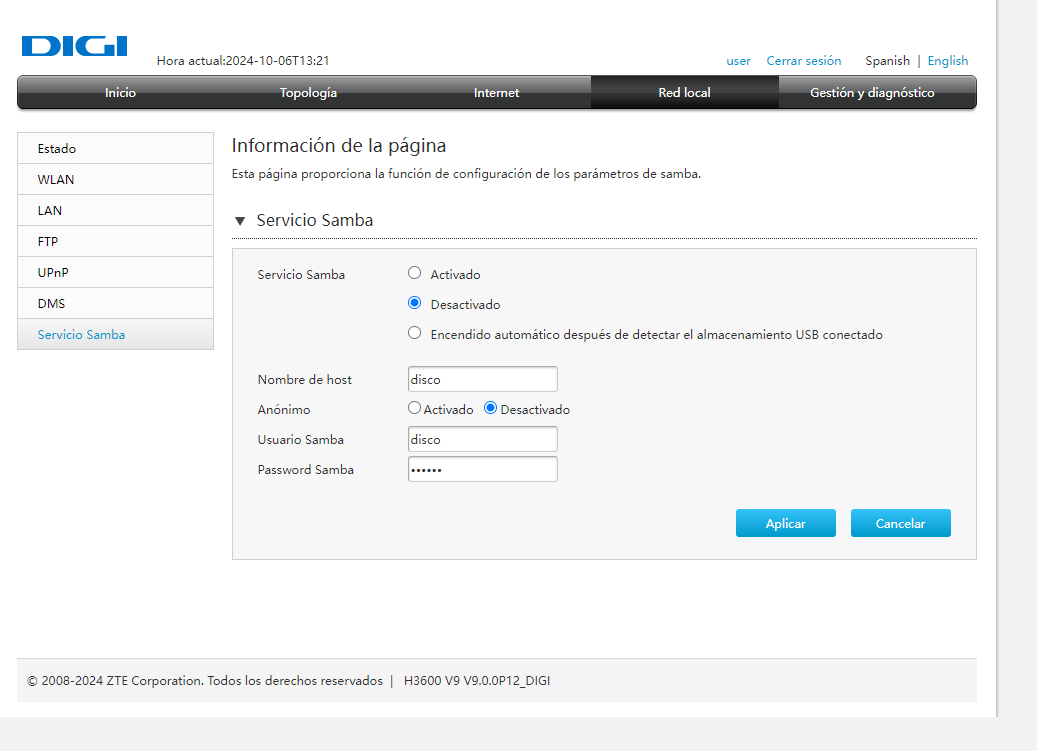 DIGI
Hora actual:2024-10-06T13:21
user Cerrar sesión Spanish | English
Inicio Topología Internet Red local Gestión y diagnóstico
Estado
WLAN
LAN
FTP
UPnP
DMS
Servicio Samba
Información de la página
Esta página proporciona la función de configuración de los parámetros de samba.
Servicio Samba
Servicio Samba Activado
Desactivado
Encendido automático después de detectar el almacenamiento USB conectado
Nombre de host disco
Anónimo Activado Desactivado
Usuario Samba disco
Password Samba ••••••
Aplicar Cancelar
© 2008-2024 ZTE Corporation. Todos los derechos reservados | H3600 V9 V9.0.0P12_DIGI